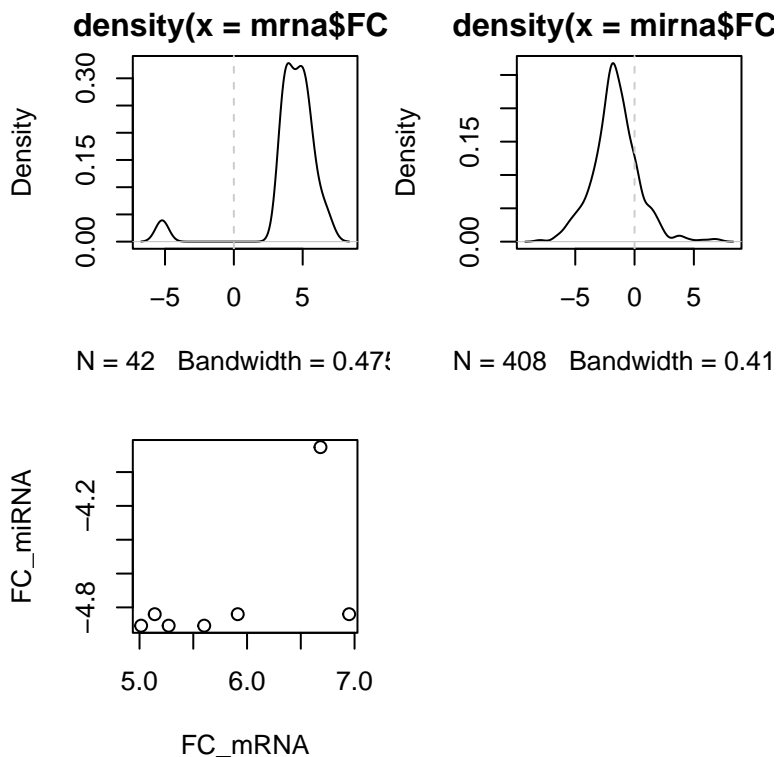 density(x = mrna$FC
Density
0.00
0.15
0.30
−5
0
5
N = 42 Bandwidth = 0.475
density(x = mirna$FC
Density
0.00
0.15
−5
0
5
N = 408 Bandwidth = 0.41
FC_miRNA
−4.8
−4.2
5.0
6.0
7.0
FC_mRNA